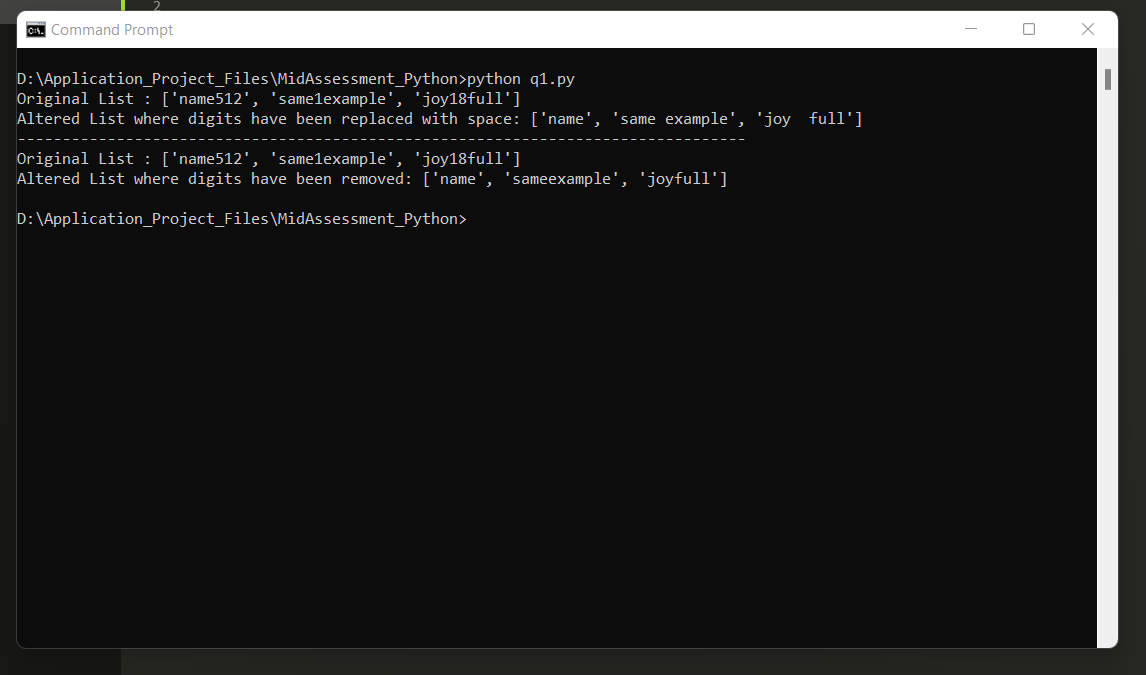 2
Command Prompt
D:\Application_Project_Files\MidAssessment_Python>python q1.py
Original List : ['name512', 'same1example', 'joy18full']
Altered List where digits have been replaced with space: ['name', 'same example', 'joy  full']
---------------------------------------------------------------------------------
Original List : ['name512', 'same1example', 'joy18full']
Altered List where digits have been removed: ['name', 'sameexample', 'joyfull']
D:\Application_Project_Files\MidAssessment_Python>